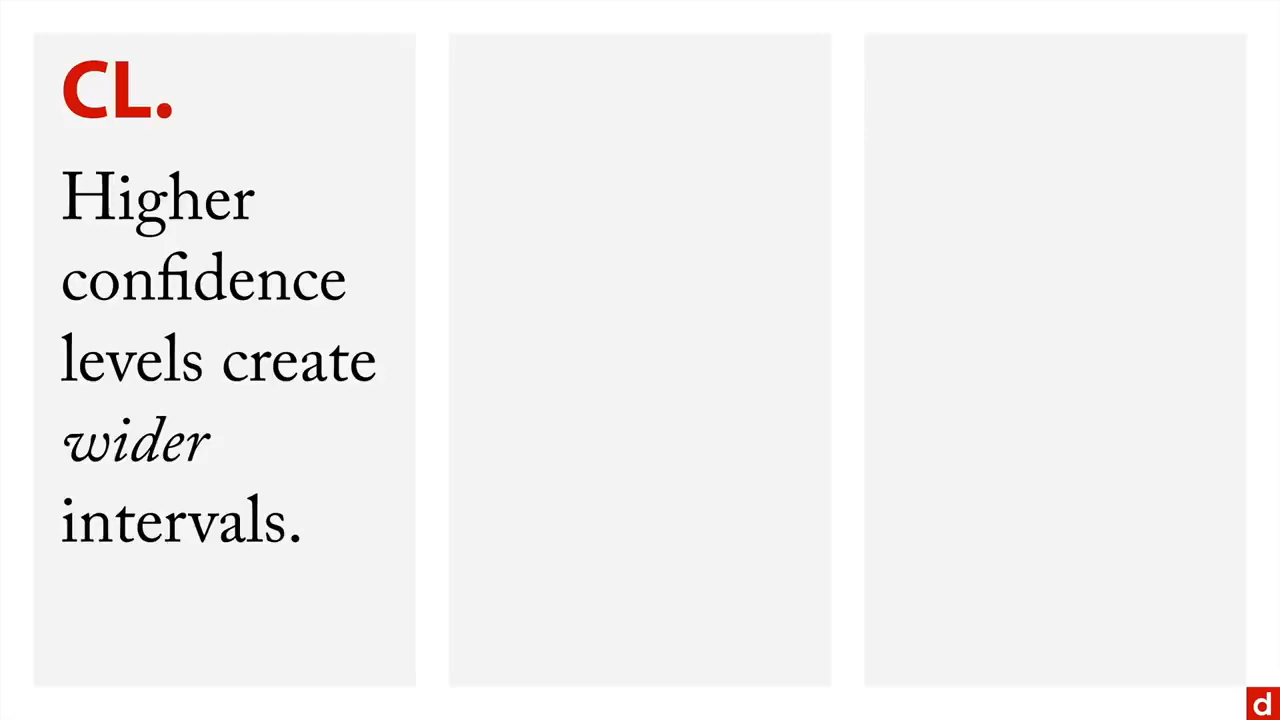 CL.
Higher
confidence
levels create
wider
intervals.
d